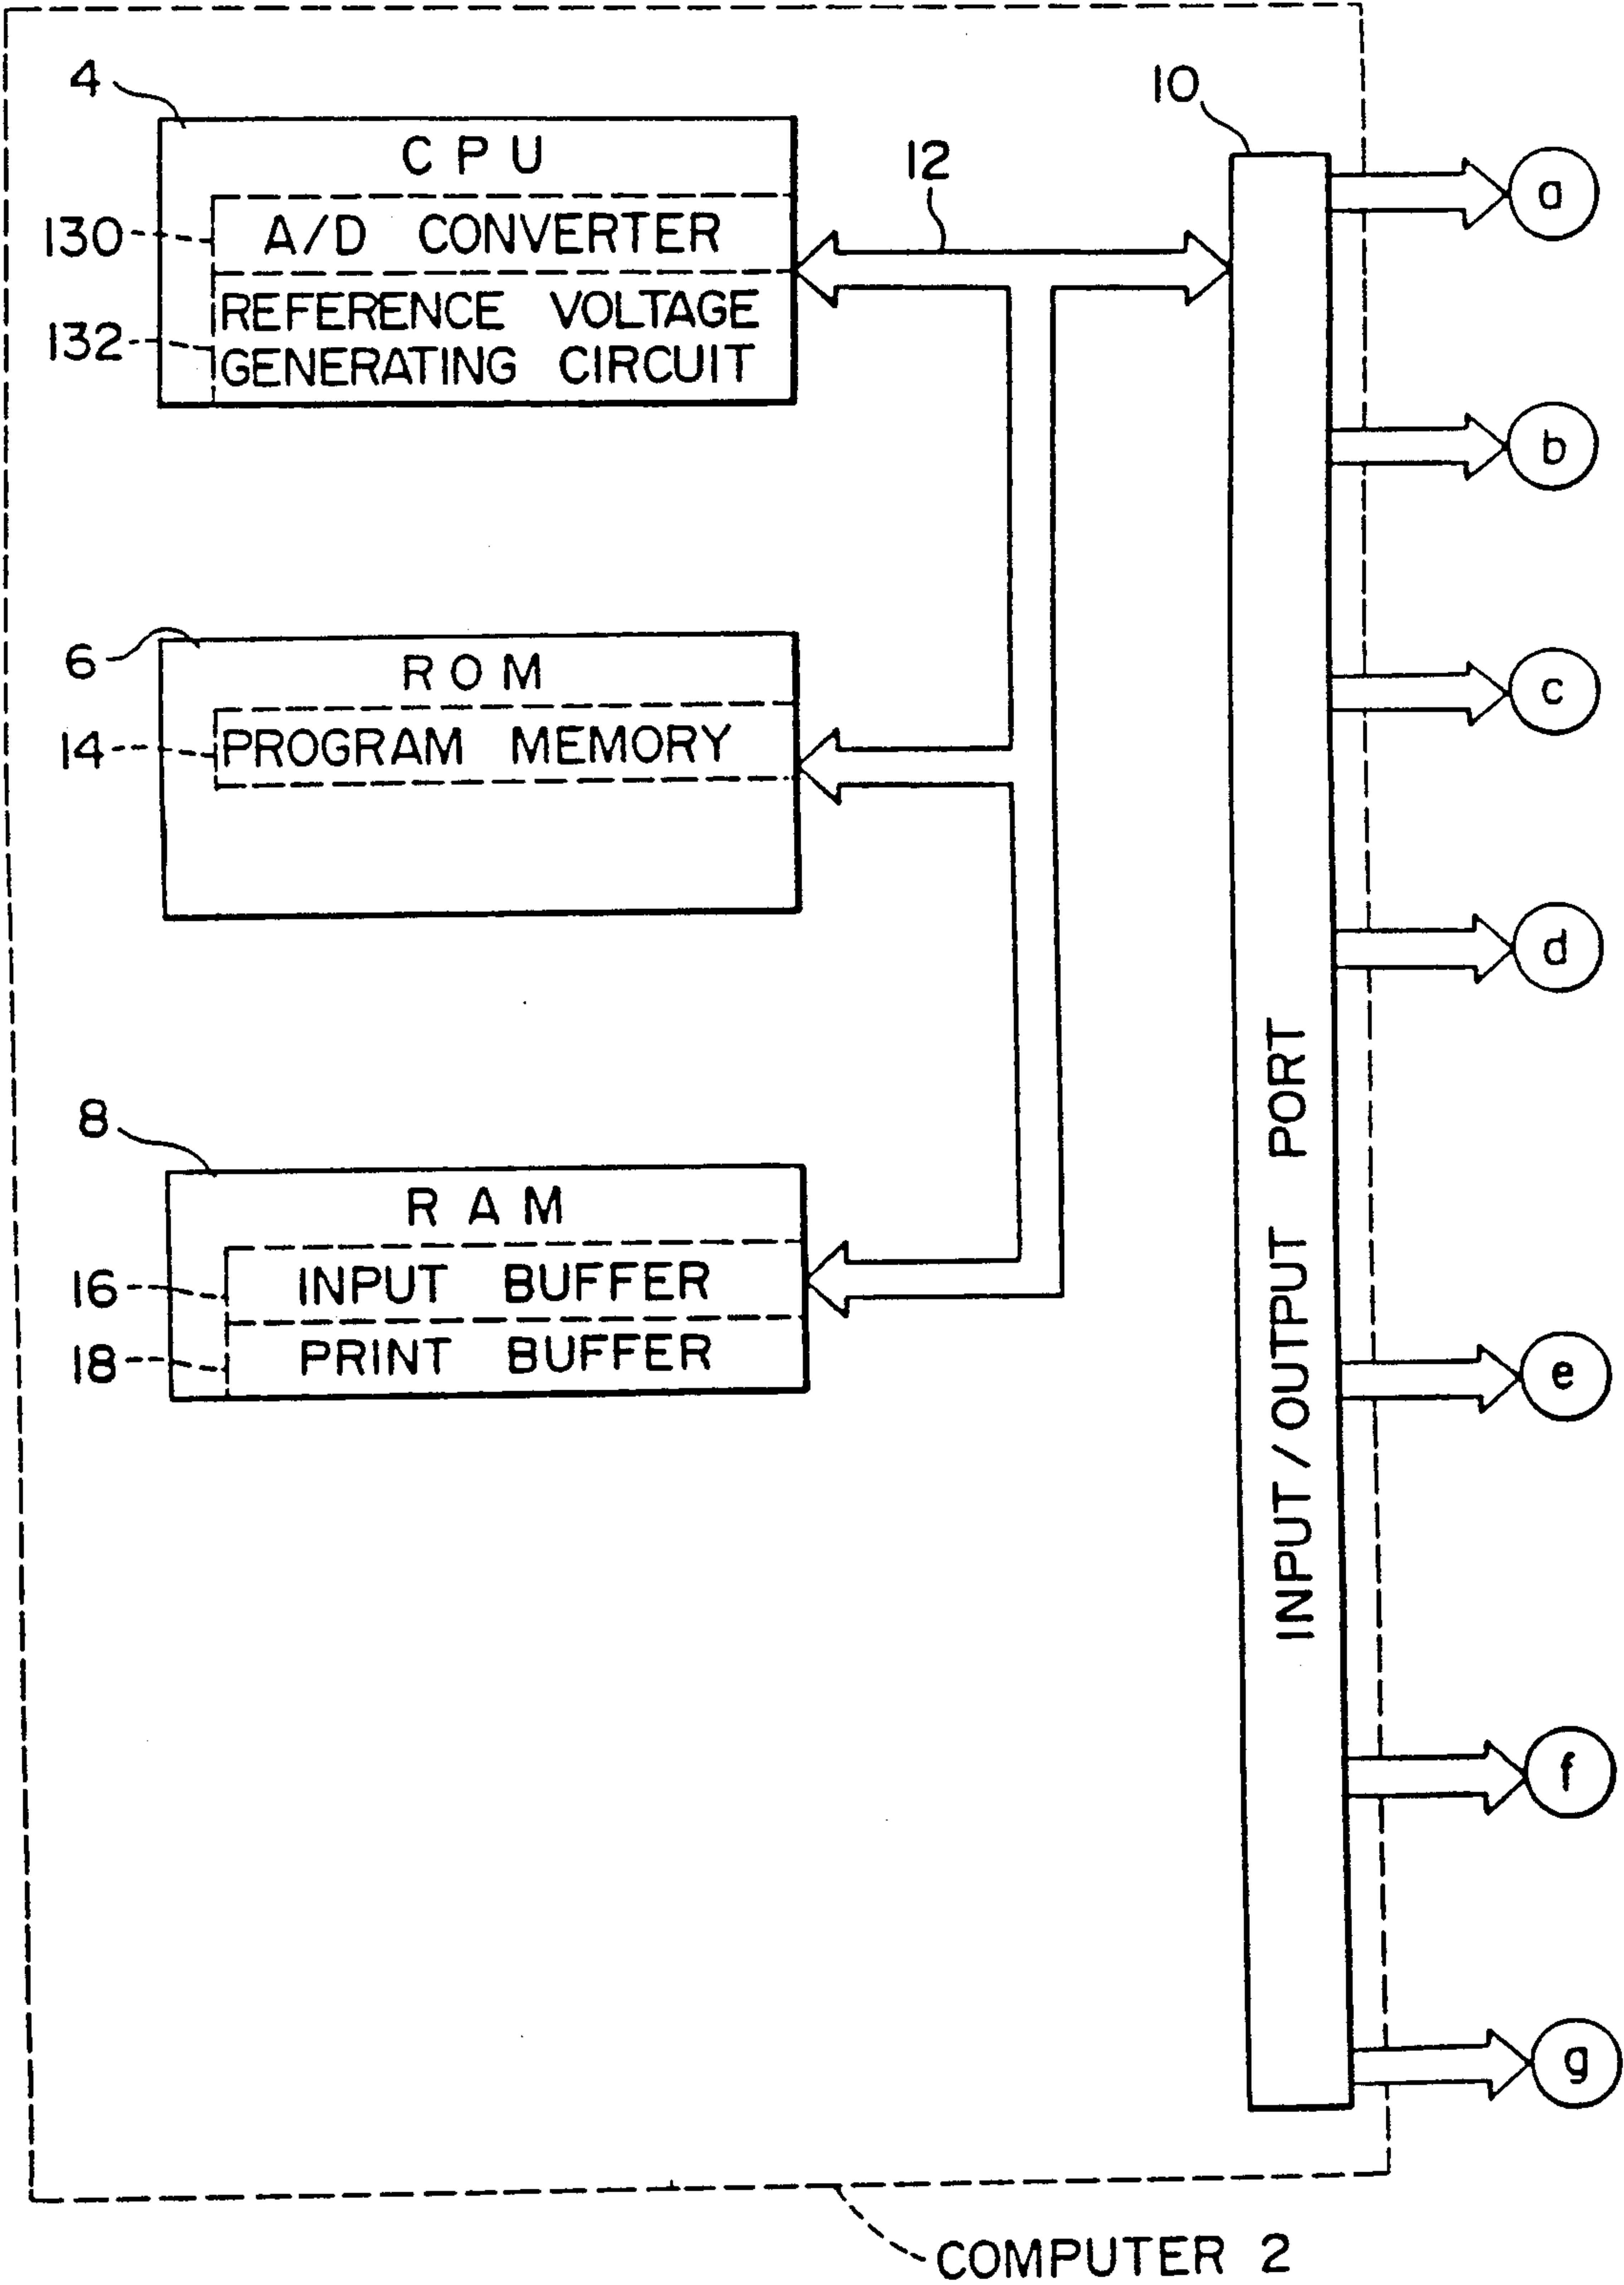 4
CPU
130
A/D CONVERTER
132
REFERENCE VOLTAGE
GENERATING CIRCUIT
12
10
a
b
c
d
e
f
g
6
ROM
14
PROGRAM MEMORY
8
RAM
16
INPUT BUFFER
18
PRINT BUFFER
INPUT/OUTPUT PORT
COMPUTER 2